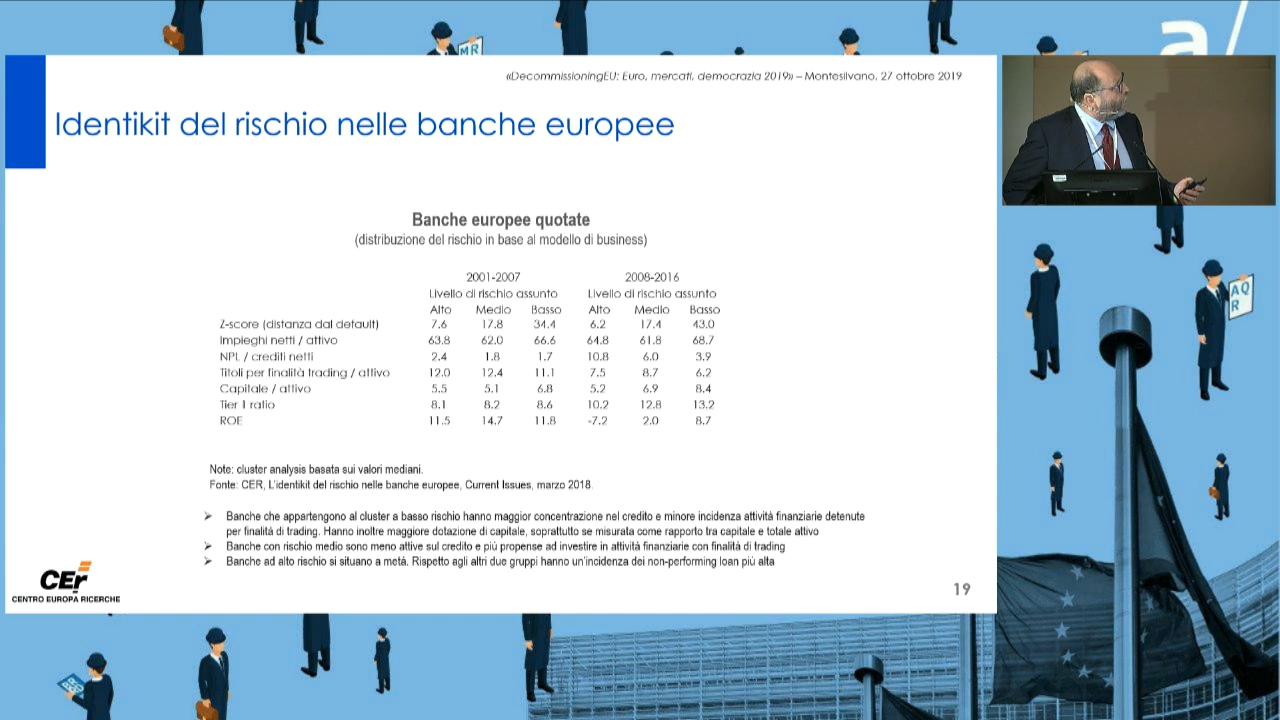 MR
a/
«DecommissioningEU: Euro, mercati, democrazia 2019» – Montesilvano, 27 ottobre 2019
Identikit del rischio nelle banche europee
Banche europee quotate
(distribuzione del rischio in base al modello di business)
2001-2007 2008-2016
Livello di rischio assunto Livello di rischio assunto
Alto Medio Basso Alto Medio Basso
Z-score (distanza dal default) 7.6 17.8 34.4 6.2 17.4 43.0
Impieghi netti / attivo 63.8 62.0 66.6 64.8 61.8 68.7
NPL / crediti netti 2.4 1.8 1.7 10.8 6.0 3.9
Titoli per finalità trading / attivo 12.0 12.4 11.1 7.5 8.7 6.2
Capitale / attivo 5.5 5.1 6.8 5.2 6.9 8.4
Tier 1 ratio 8.1 8.2 8.6 10.2 12.8 13.2
ROE 11.5 14.7 11.8 -7.2 2.0 8.7
Note: cluster analysis basata sui valori mediani.
Fonte: CER, L'identikit del rischio nelle banche europee, Current Issues, marzo 2018.
Banche che appartengono al cluster a basso rischio hanno maggior concentrazione nel credito e minore incidenza attività finanziarie detenute
per finalità di trading. Hanno inoltre maggiore dotazione di capitale, soprattutto se misurata come rapporto tra capitale e totale attivo
Banche con rischio medio sono meno attive sul credito e più propense ad investire in attività finanziarie con finalità di trading
Banche ad alto rischio si situano a metà. Rispetto agli altri due gruppi hanno un'incidenza dei non-performing loan più alta
CEr
CENTRO EUROPA RICERCHE
19
AQ
R